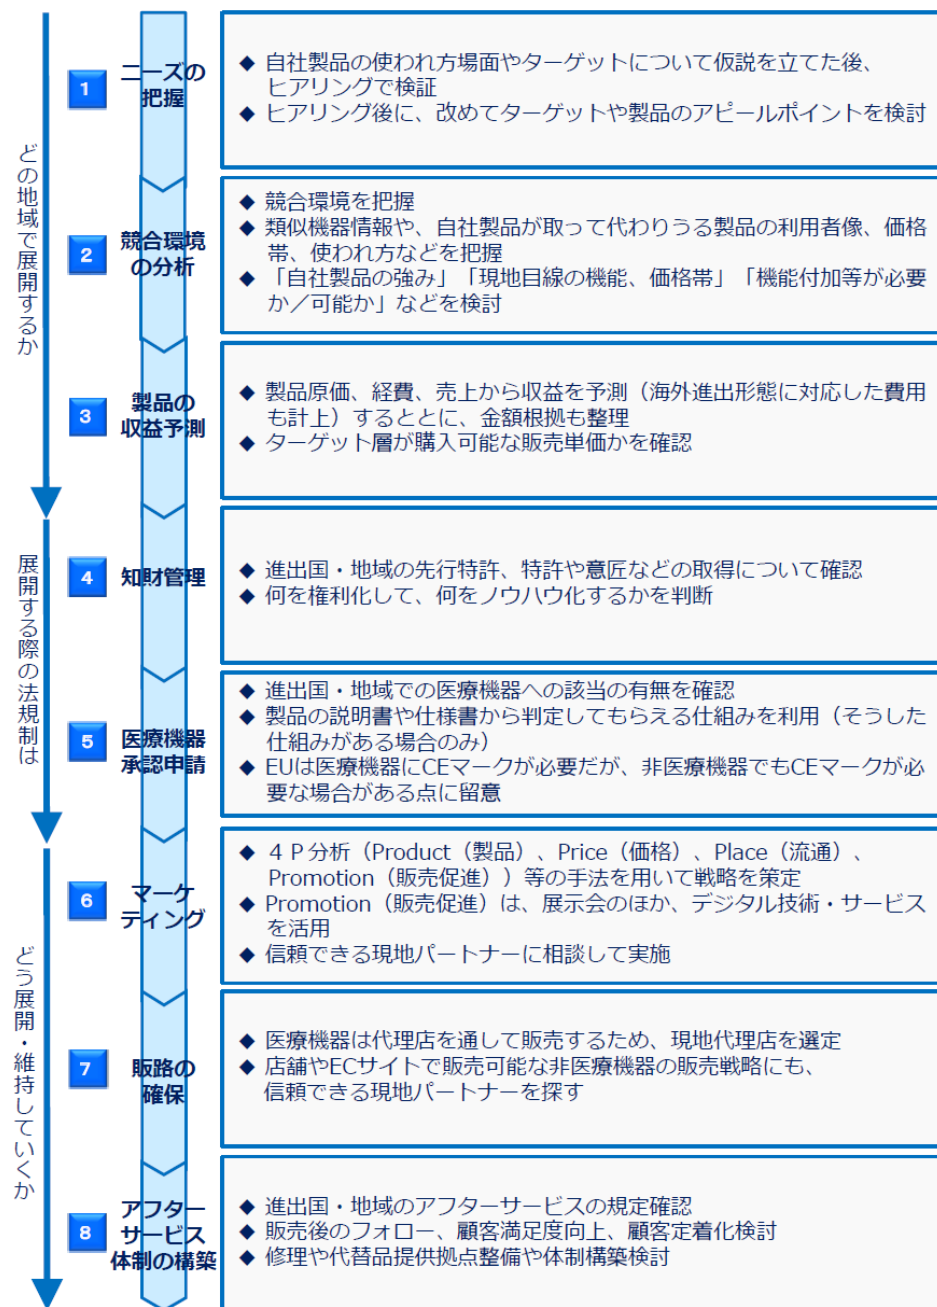 どの地域で展開するか
1
ニーズの
把握
◆ 自社製品の使われ方場面やターゲットについて仮説を立てた後、
ヒアリングで検証
◆ ヒアリング後に、改めてターゲットや製品のアピールポイントを検討
2
競合環境
の分析
◆ 競合環境を把握
◆ 類似機器情報や、自社製品が取って代わりうる製品の利用者像、価格
帯、使われ方などを把握
◆ 「自社製品の強み」「現地目線の機能、価格帯」「機能付加等が必要
か／可能か」などを検討
3
製品の
収益予測
◆ 製品原価、経費、売上から収益を予測（海外進出形態に対応した費用
も計上）するととに、金額根拠も整理
◆ ターゲット層が購入可能な販売単価かを確認
展開する際の法規制は
4
知財管理
◆ 進出国・地域の先行特許、特許や意匠などの取得について確認
◆ 何を権利化して、何をノウハウ化するかを判断
5
医療機器
承認申請
◆ 進出国・地域での医療機器への該当の有無を確認
◆ 製品の説明書や仕様書から判定してもらえる仕組みを利用（そうした
仕組みがある場合のみ）
◆ EUは医療機器にCEマークが必要だが、非医療機器でもCEマークが必
要な場合がある点に留意
どう展開・維持していくか
6
マーケ
ティング
◆ ４Ｐ分析（Product（製品）、Price（価格）、Place（流通）、
Promotion（販売促進））等の手法を用いて戦略を策定
◆ Promotion（販売促進）は、展示会のほか、デジタル技術・サービス
を活用
◆ 信頼できる現地パートナーに相談して実施
7
販路の
確保
◆ 医療機器は代理店を通して販売するため、現地代理店を選定
◆ 店舗やECサイトで販売可能な非医療機器の販売戦略にも、
信頼できる現地パートナーを探す
8
アフター
サービス
体制の構築
◆ 進出国・地域のアフターサービスの規定確認
◆ 販売後のフォロー、顧客満足度向上、顧客定着化検討
◆ 修理や代替品提供拠点整備や体制構築検討